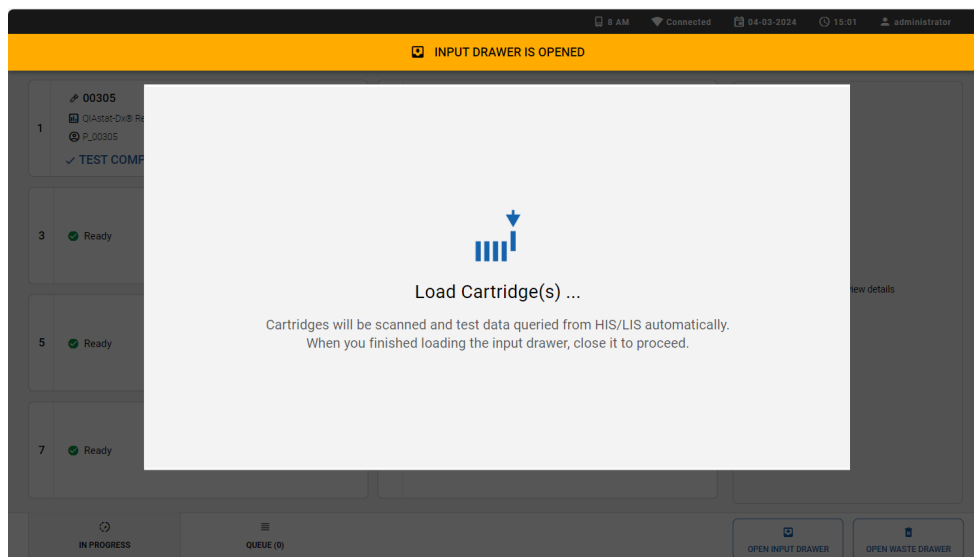 8 AM Connected 04-03-2024 15:01 administrator
INPUT DRAWER IS OPENED
1
00305
QIAstat-Dx® Re
P_00305
TEST COMP
3 Ready
5 Ready
7 Ready
Load Cartridge(s) ...
Cartridges will be scanned and test data queried from HIS/LIS automatically.
When you finished loading the input drawer, close it to proceed.
iew details
IN PROGRESS
QUEUE (0)
OPEN INPUT DRAWER
OPEN WASTE DRAWER